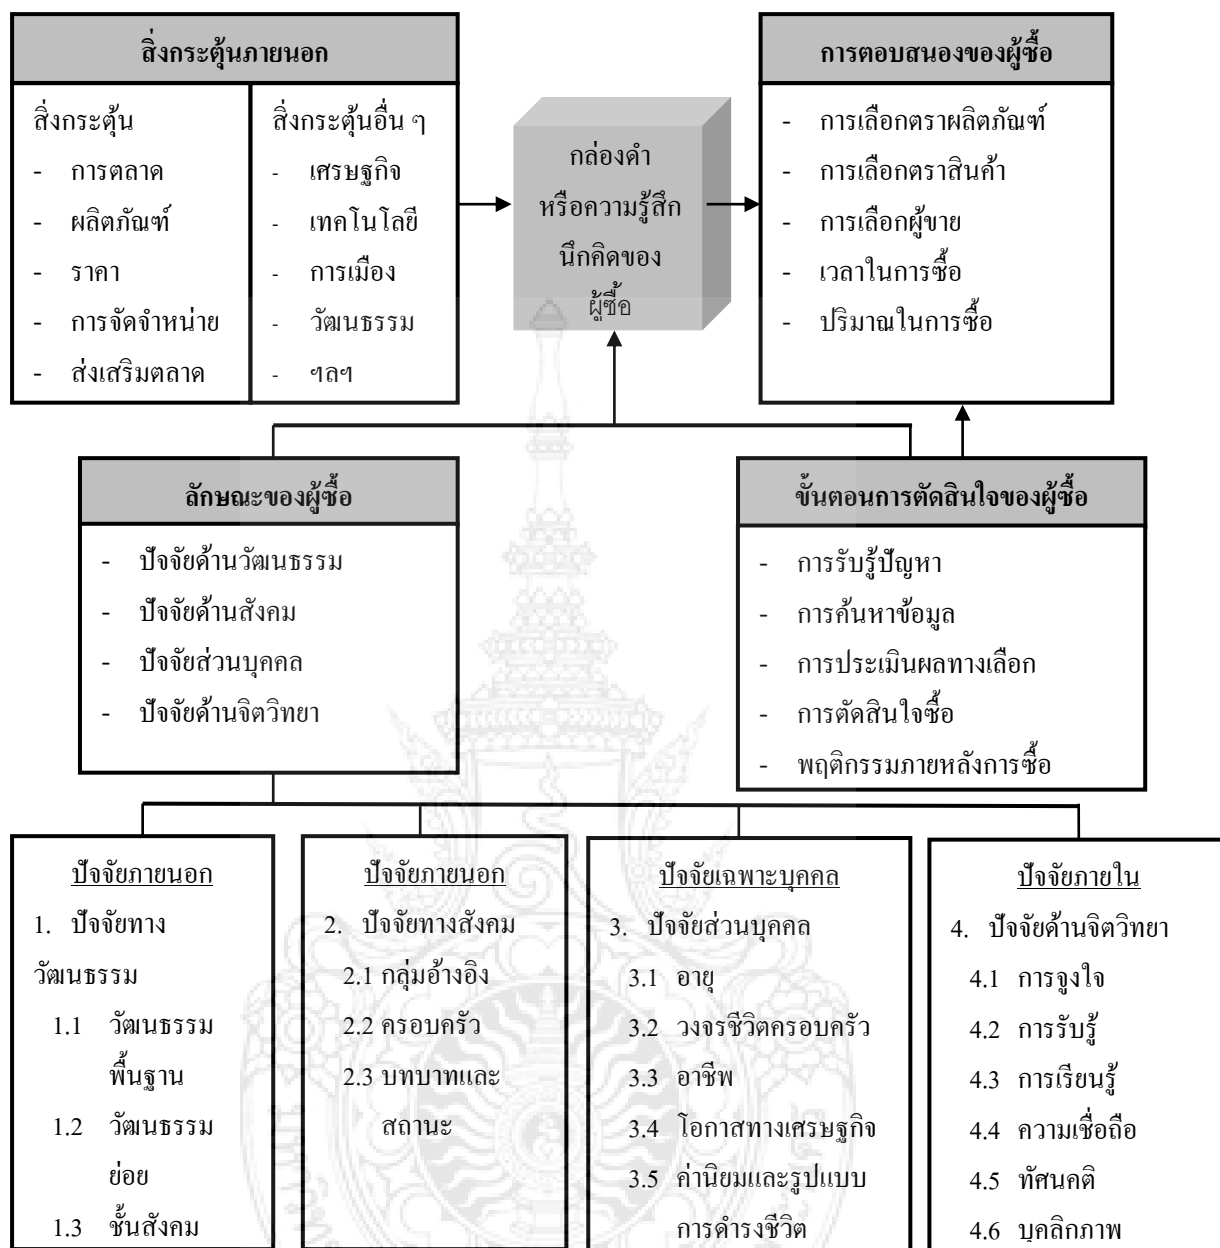 สิ่งกระตุ้นภายนอก
สิ่งกระตุ้น
- การตลาด
- ผลิตภัณฑ์
- ราคา
- การจัดจำหน่าย
- ส่งเสริมตลาด
สิ่งกระตุ้นอื่น ๆ
- เศรษฐกิจ
- เทคโนโลยี
- การเมือง
- วัฒนธรรม
- ฯลฯ
กล่องดำ
หรือความรู้สึก
นึกคิดของ
ผู้ซื้อ
การตอบสนองของผู้ซื้อ
- การเลือกตราผลิตภัณฑ์
- การเลือกตราสินค้า
- การเลือกผู้ขาย
- เวลาในการซื้อ
- ปริมาณในการซื้อ
ลักษณะของผู้ซื้อ
- ปัจจัยด้านวัฒนธรรม
- ปัจจัยด้านสังคม
- ปัจจัยส่วนบุคคล
- ปัจจัยด้านจิตวิทยา
ขั้นตอนการตัดสินใจของผู้ซื้อ
- การรับรู้ปัญหา
- การค้นหาข้อมูล
- การประเมินผลทางเลือก
- การตัดสินใจซื้อ
- พฤติกรรมภายหลังการซื้อ
ปัจจัยภายนอก
1. ปัจจัยทาง
วัฒนธรรม
1.1 วัฒนธรรม
พื้นฐาน
1.2 วัฒนธรรม
ย่อย
1.3 ชั้นสังคม
ปัจจัยภายนอก
2. ปัจจัยทางสังคม
2.1 กลุ่มอ้างอิง
2.2 ครอบครัว
2.3 บทบาทและ
สถานะ
ปัจจัยเฉพาะบุคคล
3. ปัจจัยส่วนบุคคล
3.1 อายุ
3.2 วงจรชีวิตครอบครัว
3.3 อาชีพ
3.4 โอกาสทางเศรษฐกิจ
3.5 ค่านิยมและรูปแบบ
การดำรงชีวิต
ปัจจัยภายใน
4. ปัจจัยด้านจิตวิทยา
4.1 การจูงใจ
4.2 การรับรู้
4.3 การเรียนรู้
4.4 ความเชื่อถือ
4.5 ทัศนคติ
4.6 บุคลิกภาพ